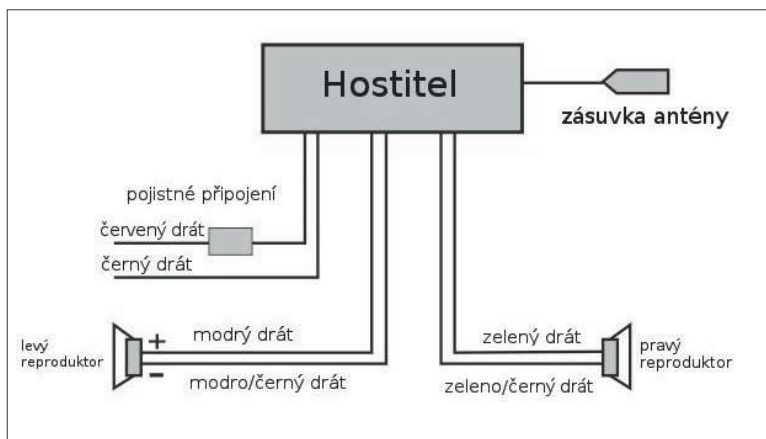 Hostitel
zásuvka antény
pojistné připojení
červený drát
černý drát
levý
reproduktor
+
−
modrý drát
modro/černý drát
zelený drát
zeleno/černý drát
pravý
reproduktor